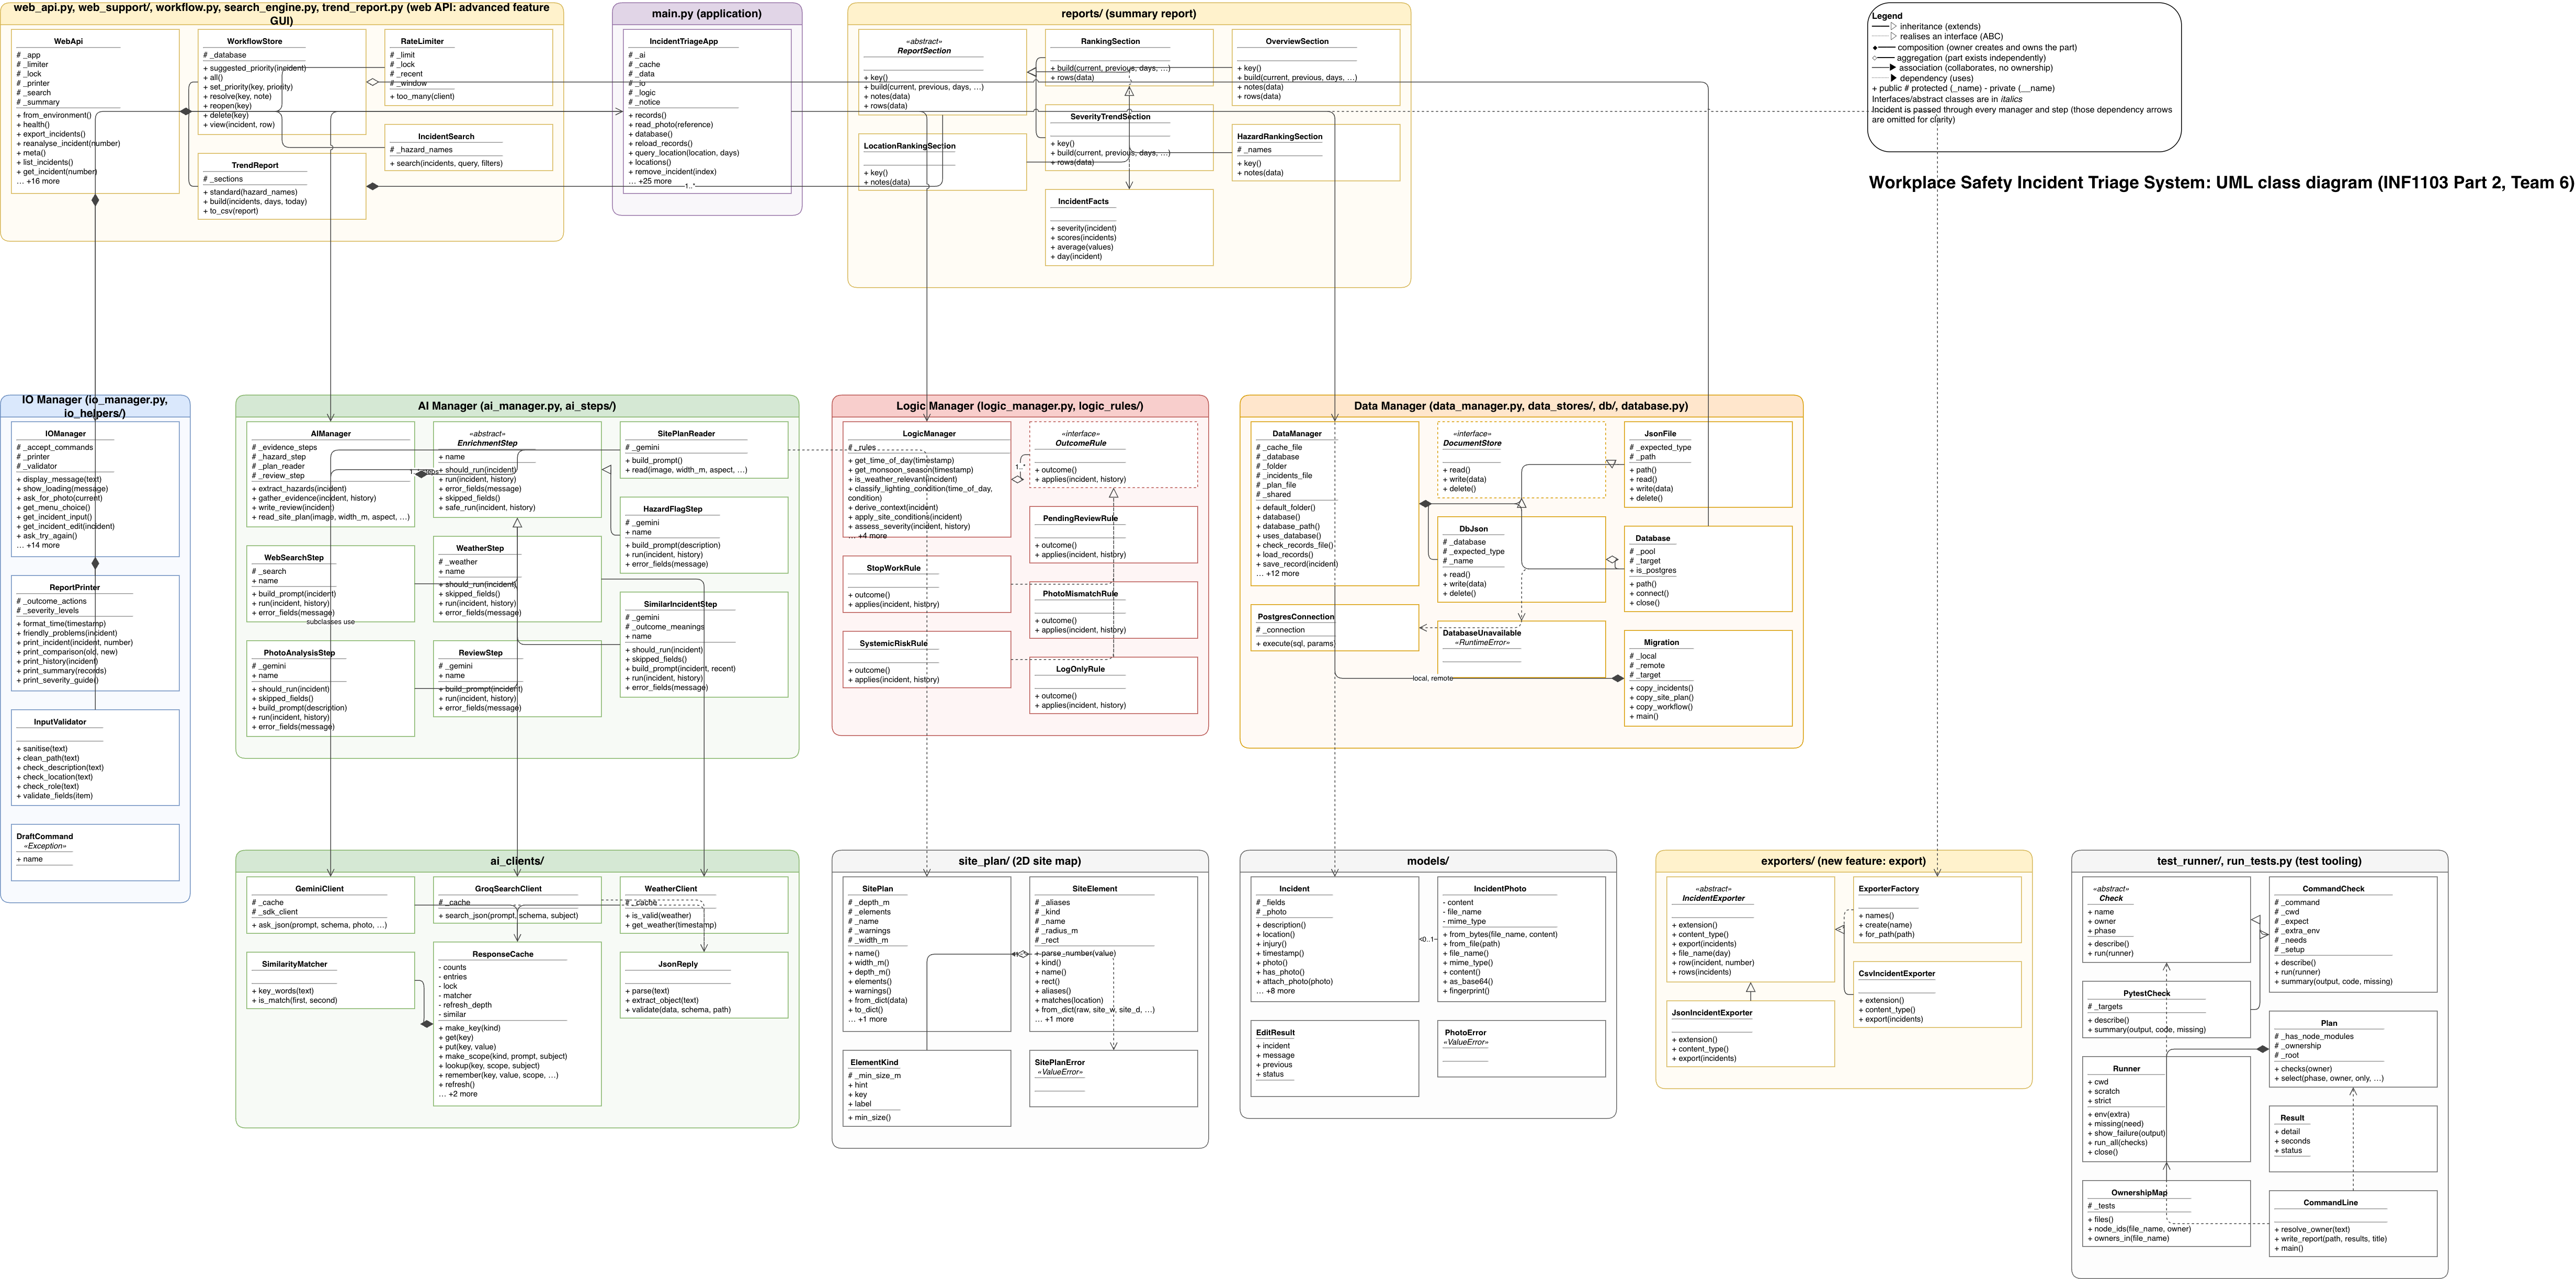 web_api.py, web_support/, workflow.py, search_engine.py, trend_report.py (web API: advanced feature
GUI)
WebApi
# _app
# _limiter
# _lock
# _printer
# _search
# _summary
+ from_environment()
+ health()
+ export_incidents()
+ reanalyse_incident(number)
+ meta()
+ list_incidents()
+ get_incident(number)
... +16 more
WorkflowStore
# _database
+ suggested_priority(incident)
+ all()
+ set_priority(key, priority)
+ resolve(key, note)
+ reopen(key)
+ delete(key)
+ view(incident, row)
TrendReport
# _sections
+ standard(hazard_names)
+ build(incidents, days, today)
+ to_csv(report)
RateLimiter
# _limit
# _lock
# _recent
# _window
+ too_many(client)
IncidentSearch
# _hazard_names
+ search(incidents, query, filters)
main.py (application)
IncidentTriageApp
# _ai
# _cache
# _data
# _io
# _logic
# _notice
+ records()
+ read_photo(reference)
+ database()
+ reload_records()
+ query_location(location, days)
+ locations()
+ remove_incident(index)
... +25 more
1..*
reports/ (summary report)
«abstract»
ReportSection
+ key()
+ build(current, previous, days, …)
+ notes(data)
+ rows(data)
LocationRankingSection
+ key()
+ notes(data)
RankingSection
+ build(current, previous, days, …)
+ rows(data)
SeverityTrendSection
+ key()
+ build(current, previous, days, …)
+ rows(data)
IncidentFacts
+ severity(incident)
+ scores(incidents)
+ average(values)
+ day(incident)
OverviewSection
+ key()
+ build(current, previous, days, …)
+ notes(data)
+ rows(data)
HazardRankingSection
# _names
+ key()
+ notes(data)
Legend
inheritance (extends)
realises an interface (ABC)
composition (owner creates and owns the part)
aggregation (part exists independently)
association (collaborates, no ownership)
dependency (uses)
+ public # protected (_name) - private (__name)
Interfaces/abstract classes are in italics
Incident is passed through every manager and step (those dependency arrows
are omitted for clarity)
Workplace Safety Incident Triage System: UML class diagram (INF1103 Part 2, Team 6)
IO Manager (io_manager.py,
io_helpers/)
IOManager
# _accept_commands
# _printer
# _validator
+ display_message(text)
+ show_loading(message)
+ ask_for_photo(current)
+ get_menu_choice()
+ get_incident_input()
+ get_incident_edit(incident)
+ ask_try_again()
... +14 more
ReportPrinter
# _outcome_actions
# _severity_levels
+ format_time(timestamp)
+ friendly_problems(incident)
+ print_incident(incident, number)
+ print_comparison(old, new)
+ print_history(incident)
+ print_summary(records)
+ print_severity_guide()
InputValidator
+ sanitise(text)
+ clean_path(text)
+ check_description(text)
+ check_location(text)
+ check_role(text)
+ validate_fields(item)
DraftCommand
«Exception»
+ name
AI Manager (ai_manager.py, ai_steps/)
AIManager
# _evidence_steps
# _hazard_step
# _plan_reader
# _review_step
+ extract_hazards(incident)
+ gather_evidence(incident, history)
+ write_review(incident)
+ read_site_plan(image, width_m, aspect, …)
WebSearchStep
# _search
+ name
+ build_prompt(incident)
+ run(incident, history)
+ error_fields(message)
subclasses use
PhotoAnalysisStep
# _gemini
+ name
+ should_run(incident)
+ skipped_fields()
+ build_prompt(description)
+ run(incident, history)
+ error_fields(message)
«abstract»
EnrichmentStep
+ name
+ should_run(incident)
+ run(incident, history)
+ error_fields(message)
+ skipped_fields()
+ safe_run(incident, history)
WeatherStep
# _weather
+ name
+ should_run(incident)
+ skipped_fields()
+ run(incident, history)
+ error_fields(message)
ReviewStep
# _gemini
+ name
+ build_prompt(incident)
+ run(incident, history)
+ error_fields(message)
SitePlanReader
# _gemini
+ build_prompt()
+ read(image, width_m, aspect, …)
HazardFlagStep
# _gemini
+ name
+ build_prompt(description)
+ run(incident, history)
+ error_fields(message)
SimilarIncidentStep
# _gemini
# _outcome_meanings
+ name
+ should_run(incident)
+ skipped_fields()
+ build_prompt(incident, recent)
+ run(incident, history)
+ error_fields(message)
Logic Manager (logic_manager.py, logic_rules/)
LogicManager
# _rules
+ get_time_of_day(timestamp)
+ get_monsoon_season(timestamp)
+ is_weather_relevant(incident)
+ classify_lighting_condition(time_of_day,
condition)
+ derive_context(incident)
+ apply_site_conditions(incident)
+ assess_severity(incident, history)
... +4 more
StopWorkRule
+ outcome()
+ applies(incident, history)
SystemicRiskRule
+ outcome()
+ applies(incident, history)
1..*
«interface»
OutcomeRule
+ outcome()
+ applies(incident, history)
PendingReviewRule
+ outcome()
+ applies(incident, history)
PhotoMismatchRule
+ outcome()
+ applies(incident, history)
LogOnlyRule
+ outcome()
+ applies(incident, history)
Data Manager (data_manager.py, data_stores/, db/, database.py)
DataManager
# _cache_file
# _database
# _folder
# _incidents_file
# _plan_file
# _shared
+ default_folder()
+ database()
+ database_path()
+ uses_database()
+ check_records_file()
+ load_records()
+ save_record(incident)
... +12 more
PostgresConnection
# _connection
+ execute(sql, params)
«interface»
DocumentStore
+ read()
+ write(data)
+ delete()
DbJson
# _database
# _expected_type
# _name
+ read()
+ write(data)
+ delete()
DatabaseUnavailable
«RuntimeError»
local, remote
JsonFile
# _expected_type
# _path
+ path()
+ read()
+ write(data)
+ delete()
Database
# _pool
# _target
+ is_postgres
+ path()
+ connect()
+ close()
Migration
# _local
# _remote
# _target
+ copy_incidents()
+ copy_site_plan()
+ copy_workflow()
+ main()
ai_clients/
GeminiClient
# _cache
# _sdk_client
+ ask_json(prompt, schema, photo, …)
SimilarityMatcher
+ key_words(text)
+ is_match(first, second)
GroqSearchClient
# _cache
+ search_json(prompt, schema, subject)
ResponseCache
- counts
- entries
- lock
- matcher
- refresh_depth
- similar
+ make_key(kind)
+ get(key)
+ put(key, value)
+ make_scope(kind, prompt, subject)
+ lookup(key, scope, subject)
+ remember(key, value, scope, …)
+ refresh()
... +2 more
WeatherClient
# _cache
+ is_valid(weather)
+ get_weather(timestamp)
JsonReply
+ parse(text)
+ extract_object(text)
+ validate(data, schema, path)
site_plan/ (2D site map)
SitePlan
# _depth_m
# _elements
# _name
# _warnings
# _width_m
+ name()
+ width_m()
+ depth_m()
+ elements()
+ warnings()
+ from_dict(data)
+ to_dict()
... +1 more
ElementKind
# _min_size_m
+ hint
+ key
+ label
+ min_size()
SiteElement
# _aliases
# _kind
# _name
# _radius_m
# _rect
+ parse_number(value)
+ kind()
+ name()
+ rect()
+ aliases()
+ matches(location)
+ from_dict(raw, site_w, site_d, …)
... +1 more
SitePlanError
«ValueError»
models/
Incident
# _fields
# _photo
+ description()
+ location()
+ injury()
+ timestamp()
+ photo()
+ has_photo()
+ attach_photo(photo)
... +8 more
EditResult
+ incident
+ message
+ previous
+ status
0..1
IncidentPhoto
- content
- file_name
- mime_type
+ from_bytes(file_name, content)
+ from_file(path)
+ file_name()
+ mime_type()
+ content()
+ as_base64()
+ fingerprint()
PhotoError
«ValueError»
exporters/ (new feature: export)
«abstract»
IncidentExporter
+ extension()
+ content_type()
+ export(incidents)
+ file_name(day)
+ row(incident, number)
+ rows(incidents)
JsonIncidentExporter
+ extension()
+ content_type()
+ export(incidents)
ExporterFactory
+ names()
+ create(name)
+ for_path(path)
CsvIncidentExporter
+ extension()
+ content_type()
+ export(incidents)
test_runner/, run_tests.py (test tooling)
«abstract»
Check
+ name
+ owner
+ phase
+ describe()
+ run(runner)
PytestCheck
# _targets
+ describe()
+ summary(output, code, missing)
Runner
+ cwd
+ scratch
+ strict
+ env(extra)
+ missing(need)
+ show_failure(output)
+ run_all(checks)
+ close()
OwnershipMap
# _tests
+ files()
+ node_ids(file_name, owner)
+ owners_in(file_name)
CommandCheck
# _command
# _cwd
# _expect
# _extra_env
# _needs
# _setup
+ describe()
+ run(runner)
+ summary(output, code, missing)
Plan
# _has_node_modules
# _ownership
# _root
+ checks(owner)
+ select(phase, owner, only, …)
Result
+ detail
+ seconds
+ status
CommandLine
+ resolve_owner(text)
+ write_report(path, results, title)
+ main()